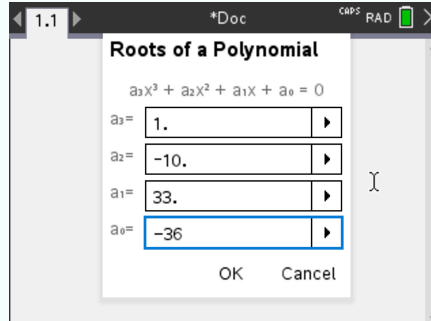 1.1 *Doc CAPS RAD
Roots of a Polynomial
a₃x³ + a₂x² + a₁x + a₀ = 0
a₃= 1.
a₂= -10.
a₁= 33.
a₀= -36
OK Cancel